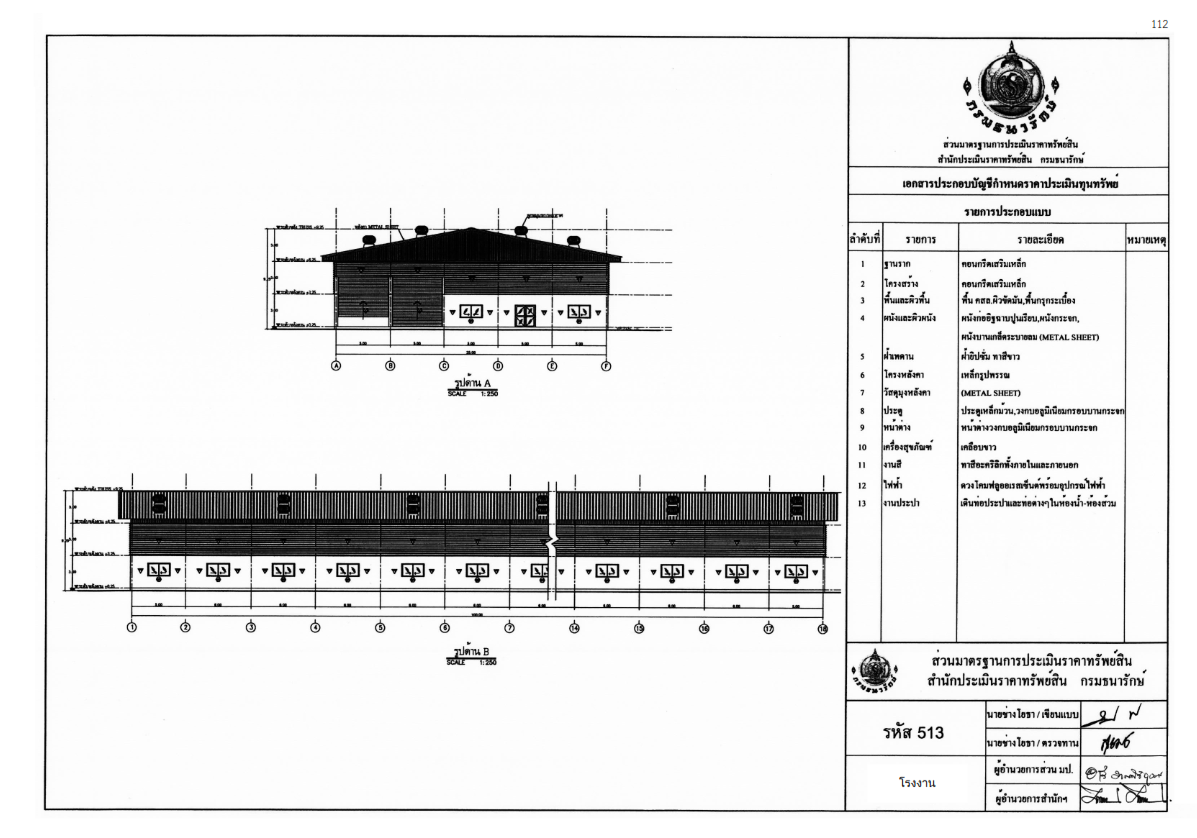 112
กรมธนารักษ์
ส่วนมาตรฐานการประเมินราคาทรัพย์สิน
สำนักประเมินราคาทรัพย์สิน กรมธนารักษ์
เอกสารประกอบบัญชีกำหนดราคาประเมินทุนทรัพย์
รายการประกอบแบบ
ลำดับที่ รายการ รายละเอียด หมายเหตุ
1 ฐานราก คอนกรีตเสริมเหล็ก
2 โครงสร้าง คอนกรีตเสริมเหล็ก
3 พื้นและผิวพื้น พื้น คสล.ผิวขัดมัน,พื้นกรุกระเบื้อง
4 ผนังและผิวผนัง ผนังก่ออิฐฉาบปูนเรียบ,ผนังกระจก,
ผนังบานเกล็ดระบายลม (METAL SHEET)
5 ฝ้าเพดาน ฝ้ายิปซั่ม ทาสีขาว
6 โครงหลังคา เหล็กรูปพรรณ
7 วัสดุมุงหลังคา (METAL SHEET)
8 ประตู ประตูเหล็กม้วน,วงกบอลูมิเนียมกรอบบานกระจก
9 หน้าต่าง หน้าต่างวงกบอลูมิเนียมกรอบบานกระจก
10 เครื่องสุขภัณฑ์ เคลือบขาว
11 งานสี ทาสีอะคริลิกทั้งภายในและภายนอก
12 ไฟฟ้า ดวงโคมฟลูออเรสเซ็นต์พร้อมอุปกรณ์ไฟฟ้า
13 งานประปา เดินท่อประปาและท่อต่างๆในห้องน้ำ-ห้องส้วม
หลังคา METAL SHEET
5.00 5.00 5.00 5.00 5.00
A B C D E F
รูปด้าน A
SCALE 1:250
1 2 3 4 5 6 7 14 15 16 17 18
รูปด้าน B
SCALE 1:250
กรมธนารักษ์
ส่วนมาตรฐานการประเมินราคาทรัพย์สิน
สำนักประเมินราคาทรัพย์สิน กรมธนารักษ์
รหัส 513
นายช่างโยธา / เขียนแบบ
นายช่างโยธา / ตรวจทาน
โรงงาน
ผู้อำนวยการส่วน มป.
ผู้อำนวยการสำนักฯ